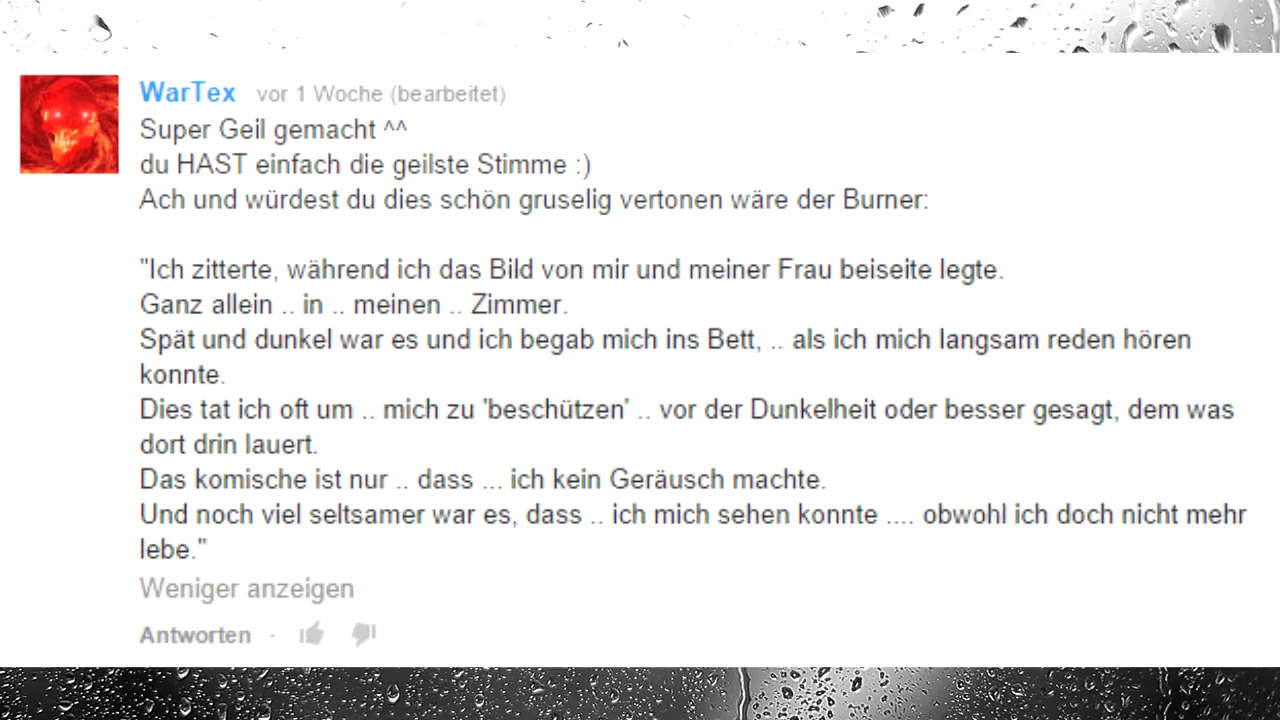 WarTex vor 1 Woche (bearbeitet)
Super Geil gemacht ^^
du HAST einfach die geilste Stimme :)
Ach und würdest du dies schön gruselig vertonen wäre der Burner:
"Ich zitterte, während ich das Bild von mir und meiner Frau beiseite legte.
Ganz allein .. in .. meinen .. Zimmer.
Spät und dunkel war es und ich begab mich ins Bett, .. als ich mich langsam reden hören
konnte.
Dies tat ich oft um .. mich zu 'beschützen' .. vor der Dunkelheit oder besser gesagt, dem was
dort drin lauert.
Das komische ist nur .. dass ... ich kein Geräusch machte.
Und noch viel seltsamer war es, dass .. ich mich sehen konnte .... obwohl ich doch nicht mehr
lebe."
Weniger anzeigen
Antworten ·